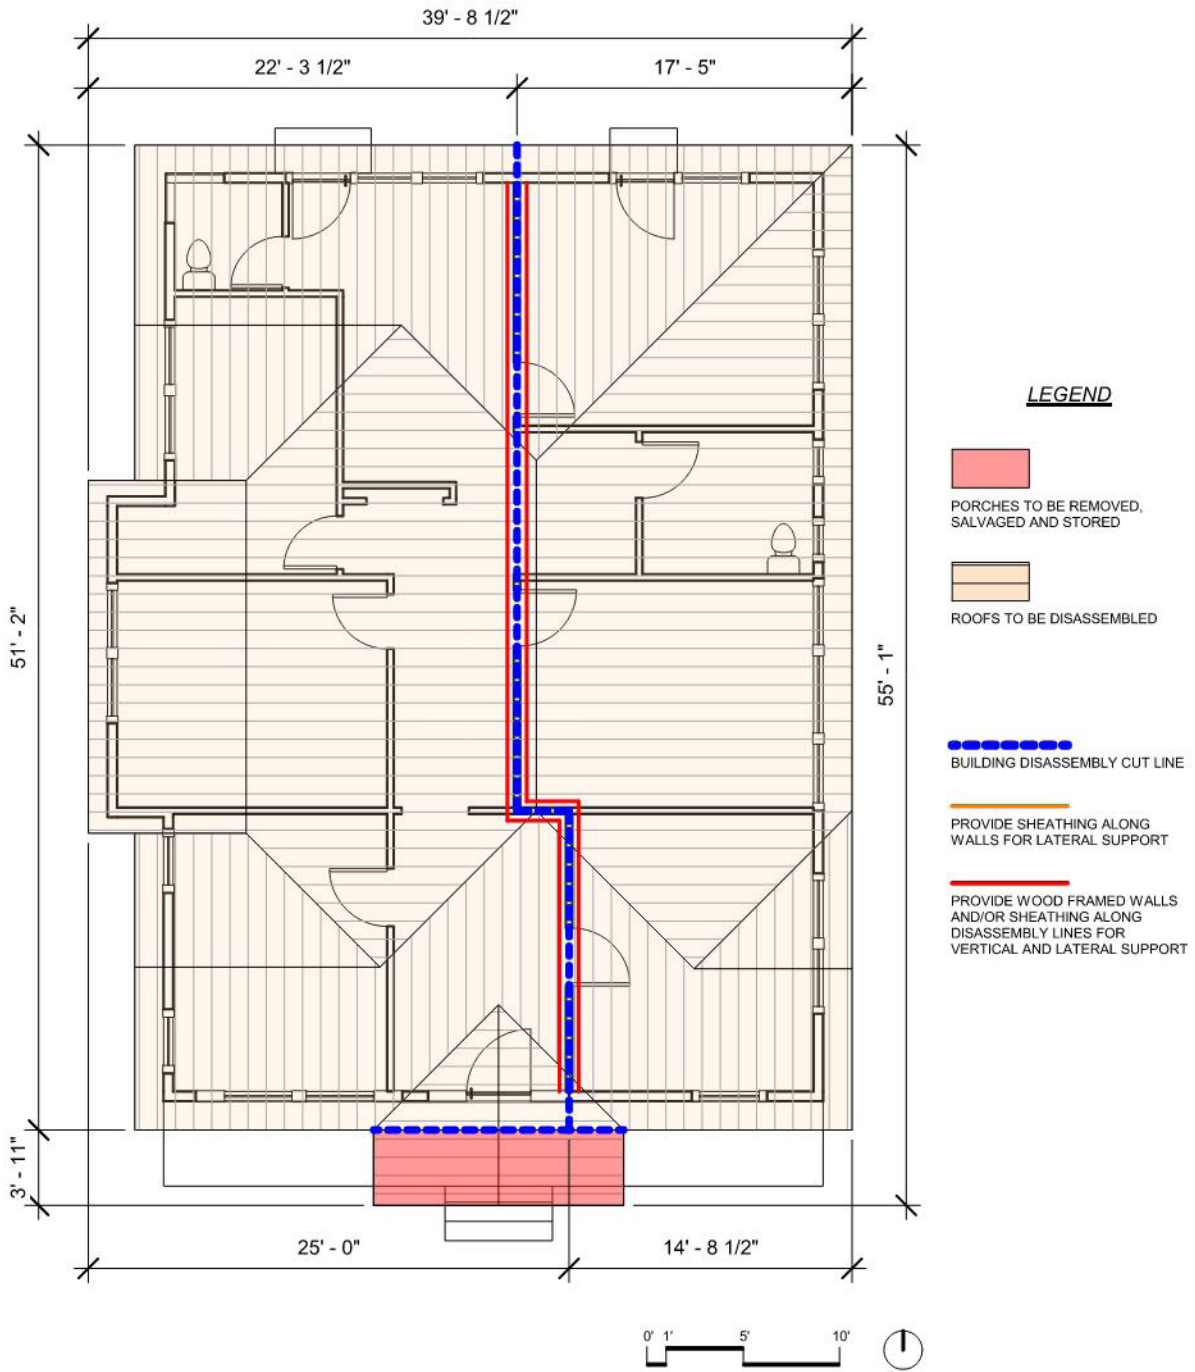 39' - 8 1/2"
22' - 3 1/2"
17' - 5"
51' - 2"
55' - 1"
3' - 11"
25' - 0"
14' - 8 1/2"
LEGEND
PORCHES TO BE REMOVED,
SALVAGED AND STORED
ROOFS TO BE DISASSEMBLED
BUILDING DISASSEMBLY CUT LINE
PROVIDE SHEATHING ALONG
WALLS FOR LATERAL SUPPORT
PROVIDE WOOD FRAMED WALLS
AND/OR SHEATHING ALONG
DISASSEMBLY LINES FOR
VERTICAL AND LATERAL SUPPORT
0' 1' 5' 10'